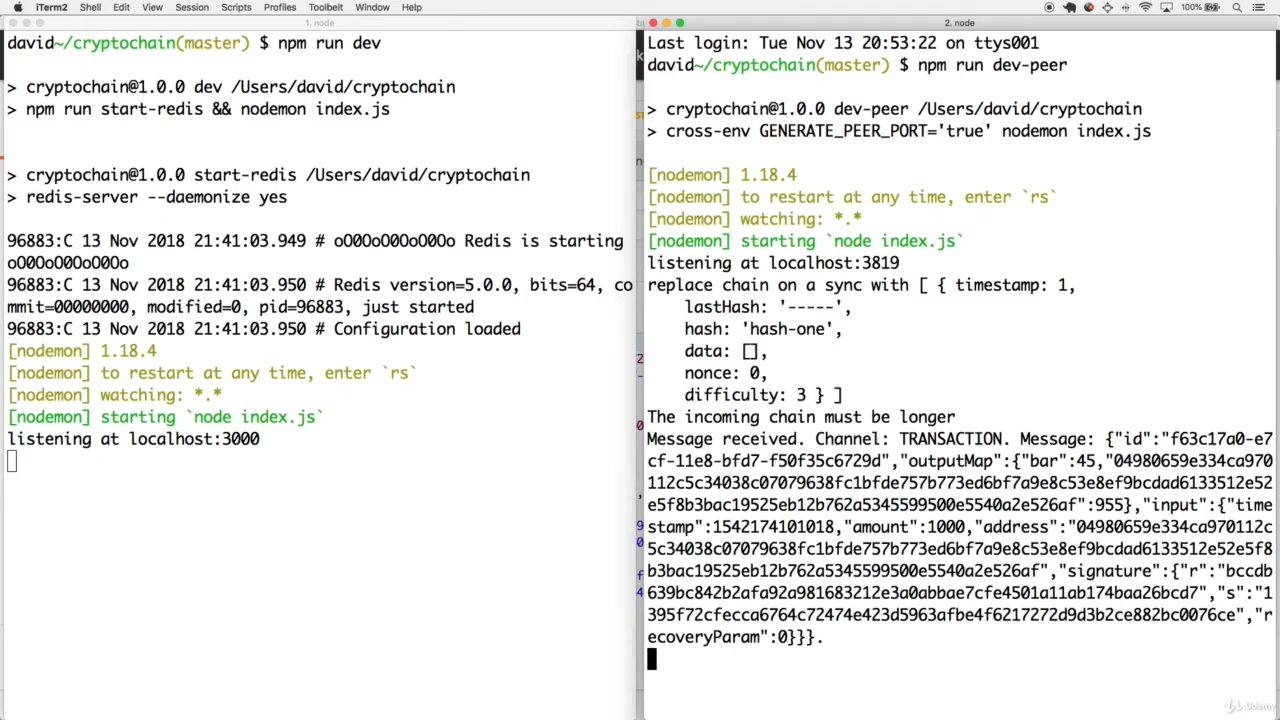 iTerm2 Shell Edit View Session Scripts Profiles Toolbelt Window Help 100%
1. node
david~/cryptochain(master) $ npm run dev
> cryptochain@1.0.0 dev /Users/david/cryptochain
> npm run start-redis && nodemon index.js
> cryptochain@1.0.0 start-redis /Users/david/cryptochain
> redis-server --daemonize yes
96883:C 13 Nov 2018 21:41:03.949 # oO0OoO0OoO0Oo Redis is starting
oO0OoO0OoO0Oo
96883:C 13 Nov 2018 21:41:03.950 # Redis version=5.0.0, bits=64, co
mmit=00000000, modified=0, pid=96883, just started
96883:C 13 Nov 2018 21:41:03.950 # Configuration loaded
[nodemon] 1.18.4
[nodemon] to restart at any time, enter `rs`
[nodemon] watching: *.*
[nodemon] starting `node index.js`
listening at localhost:3000
2. node
Last login: Tue Nov 13 20:53:22 on ttys001
david~/cryptochain(master) $ npm run dev-peer
> cryptochain@1.0.0 dev-peer /Users/david/cryptochain
> cross-env GENERATE_PEER_PORT='true' nodemon index.js
[nodemon] 1.18.4
[nodemon] to restart at any time, enter `rs`
[nodemon] watching: *.*
[nodemon] starting `node index.js`
listening at localhost:3819
replace chain on a sync with [ { timestamp: 1,
lastHash: '-----',
hash: 'hash-one',
data: [],
nonce: 0,
difficulty: 3 } ]
The incoming chain must be longer
Message received. Channel: TRANSACTION. Message: {"id":"f63c17a0-e7
cf-11e8-bfd7-f50f35c6729d","outputMap":{"bar":45,"04980659e334ca970
112c5c34038c07079638fc1bfde757b773ed6bf7a9e8c53e8ef9bcdad6133512e52
e5f8b3bac19525eb12b762a5345599500e5540a2e526af":955},"input":{"time
stamp":1542174101018,"amount":1000,"address":"04980659e334ca970112c
5c34038c07079638fc1bfde757b773ed6bf7a9e8c53e8ef9bcdad6133512e52e5f8
b3bac19525eb12b762a5345599500e5540a2e526af","signature":{"r":"bccdb
639bc842b2afa92a981683212e3a0abbae7cfe4501a11ab174baa26bcd7","s":"1
395f72cfecca6764c72474e423d5963afbe4f6217272d9d3b2ce882bc0076ce","r
ecoveryParam":0}}}.
Udemy